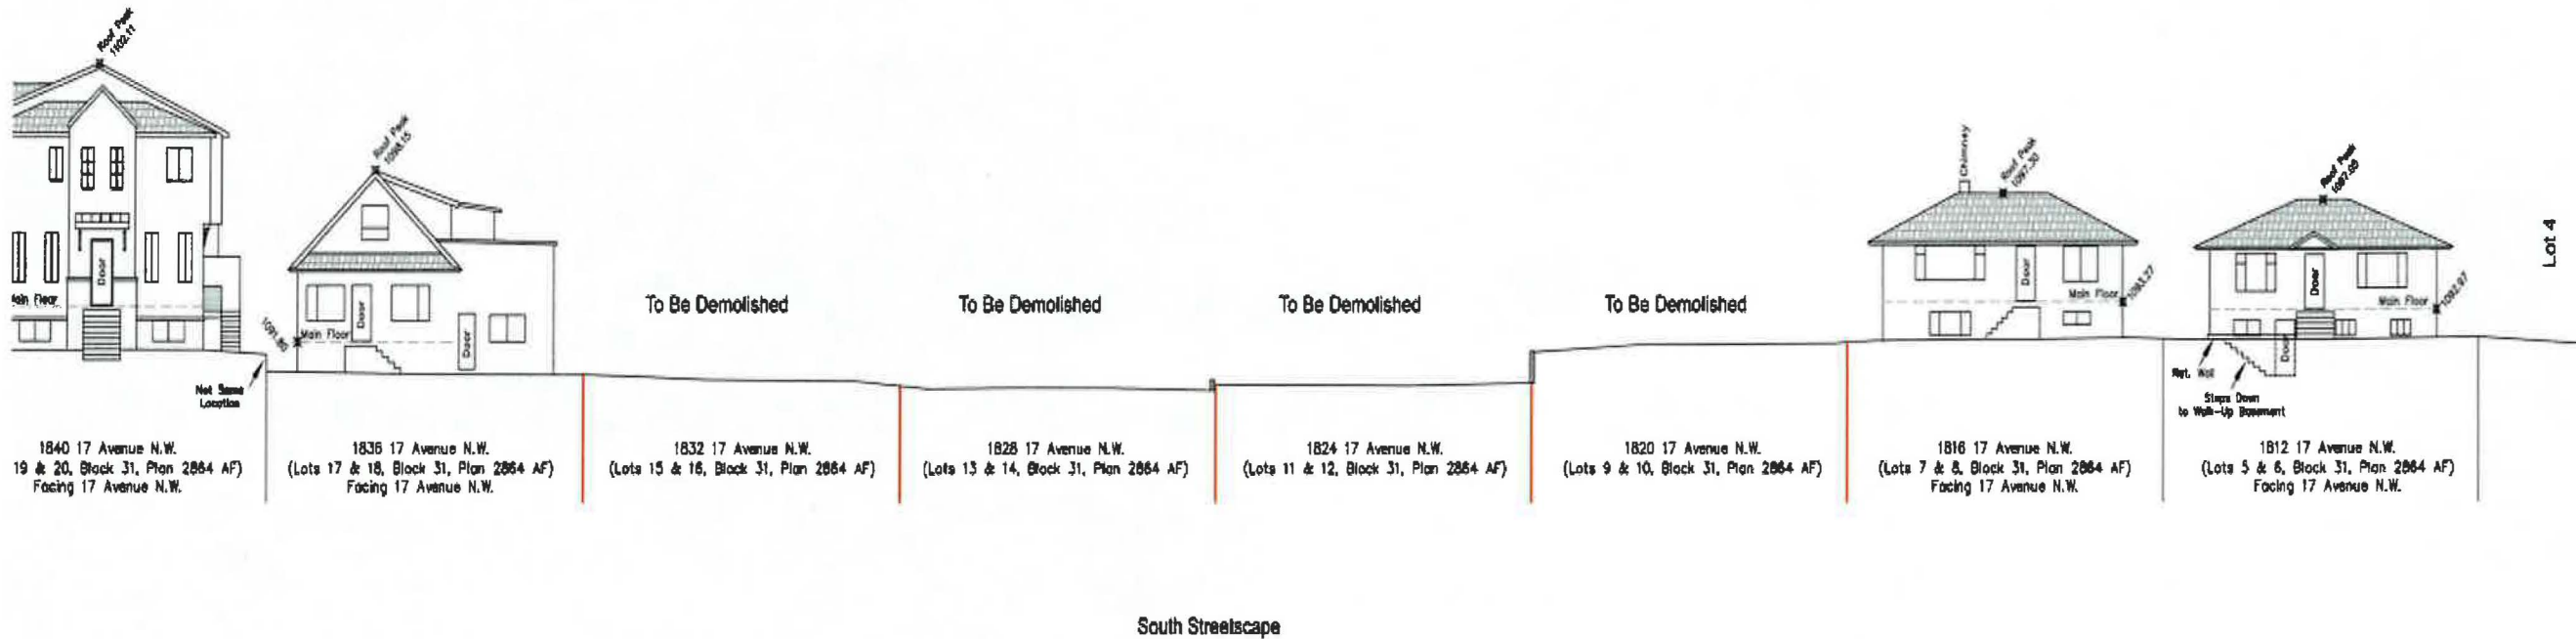 Roof Peak
1102.11
Door
Main Floor
Not Same
Location
1840 17 Avenue N.W.
19 & 20, Block 31, Plan 2864 AF)
Facing 17 Avenue N.W.
Roof Peak
1098.15
1091.80
Main Floor
Door
Door
1836 17 Avenue N.W.
(Lots 17 & 18, Block 31, Plan 2864 AF)
Facing 17 Avenue N.W.
To Be Demolished
1832 17 Avenue N.W.
(Lots 15 & 16, Block 31, Plan 2864 AF)
To Be Demolished
1828 17 Avenue N.W.
(Lots 13 & 14, Block 31, Plan 2864 AF)
To Be Demolished
1824 17 Avenue N.W.
(Lots 11 & 12, Block 31, Plan 2864 AF)
To Be Demolished
1820 17 Avenue N.W.
(Lots 9 & 10, Block 31, Plan 2864 AF)
Chimney
Roof Peak
1097.30
Door
Main Floor
1093.27
1816 17 Avenue N.W.
(Lots 7 & 8, Block 31, Plan 2864 AF)
Facing 17 Avenue N.W.
Roof Peak
Door
Main Floor
1092.97
Ret. Wall
Door
Steps Down
to Walk-Up Basement
1812 17 Avenue N.W.
(Lots 5 & 6, Block 31, Plan 2864 AF)
Facing 17 Avenue N.W.
Lot 4
South Streetscape